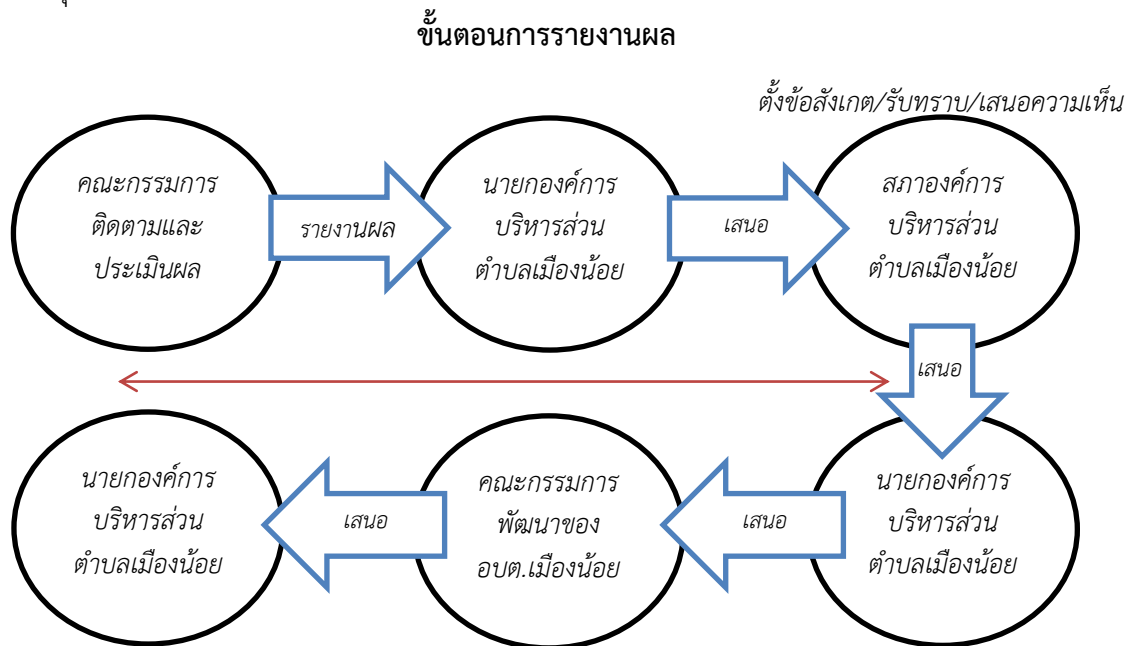 ขั้นตอนการรายงานผล
ตั้งข้อสังเกต/รับทราบ/เสนอความเห็น
คณะกรรมการ
ติดตามและ
ประเมินผล
รายงานผล
นายกองค์การ
บริหารส่วน
ตำบลเมืองน้อย
เสนอ
สภาองค์การ
บริหารส่วน
ตำบลเมืองน้อย
เสนอ
นายกองค์การ
บริหารส่วน
ตำบลเมืองน้อย
เสนอ
คณะกรรมการ
พัฒนาของ
อบต.เมืองน้อย
เสนอ
นายกองค์การ
บริหารส่วน
ตำบลเมืองน้อย